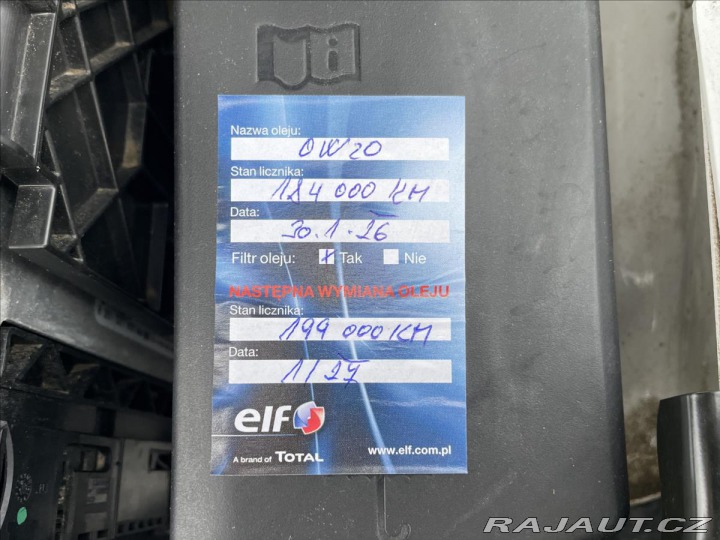 Nazwa oleju:
0W20
Stan licznika:
184 000 KM
Data:
30.1.26
Filtr oleju: x Tak Nie
NASTĘPNA WYMIANA OLEJU
Stan licznika:
199 000 KM
Data:
1/27
elf
A brand of TOTAL
www.elf.com.pl
RAJAUT.CZ